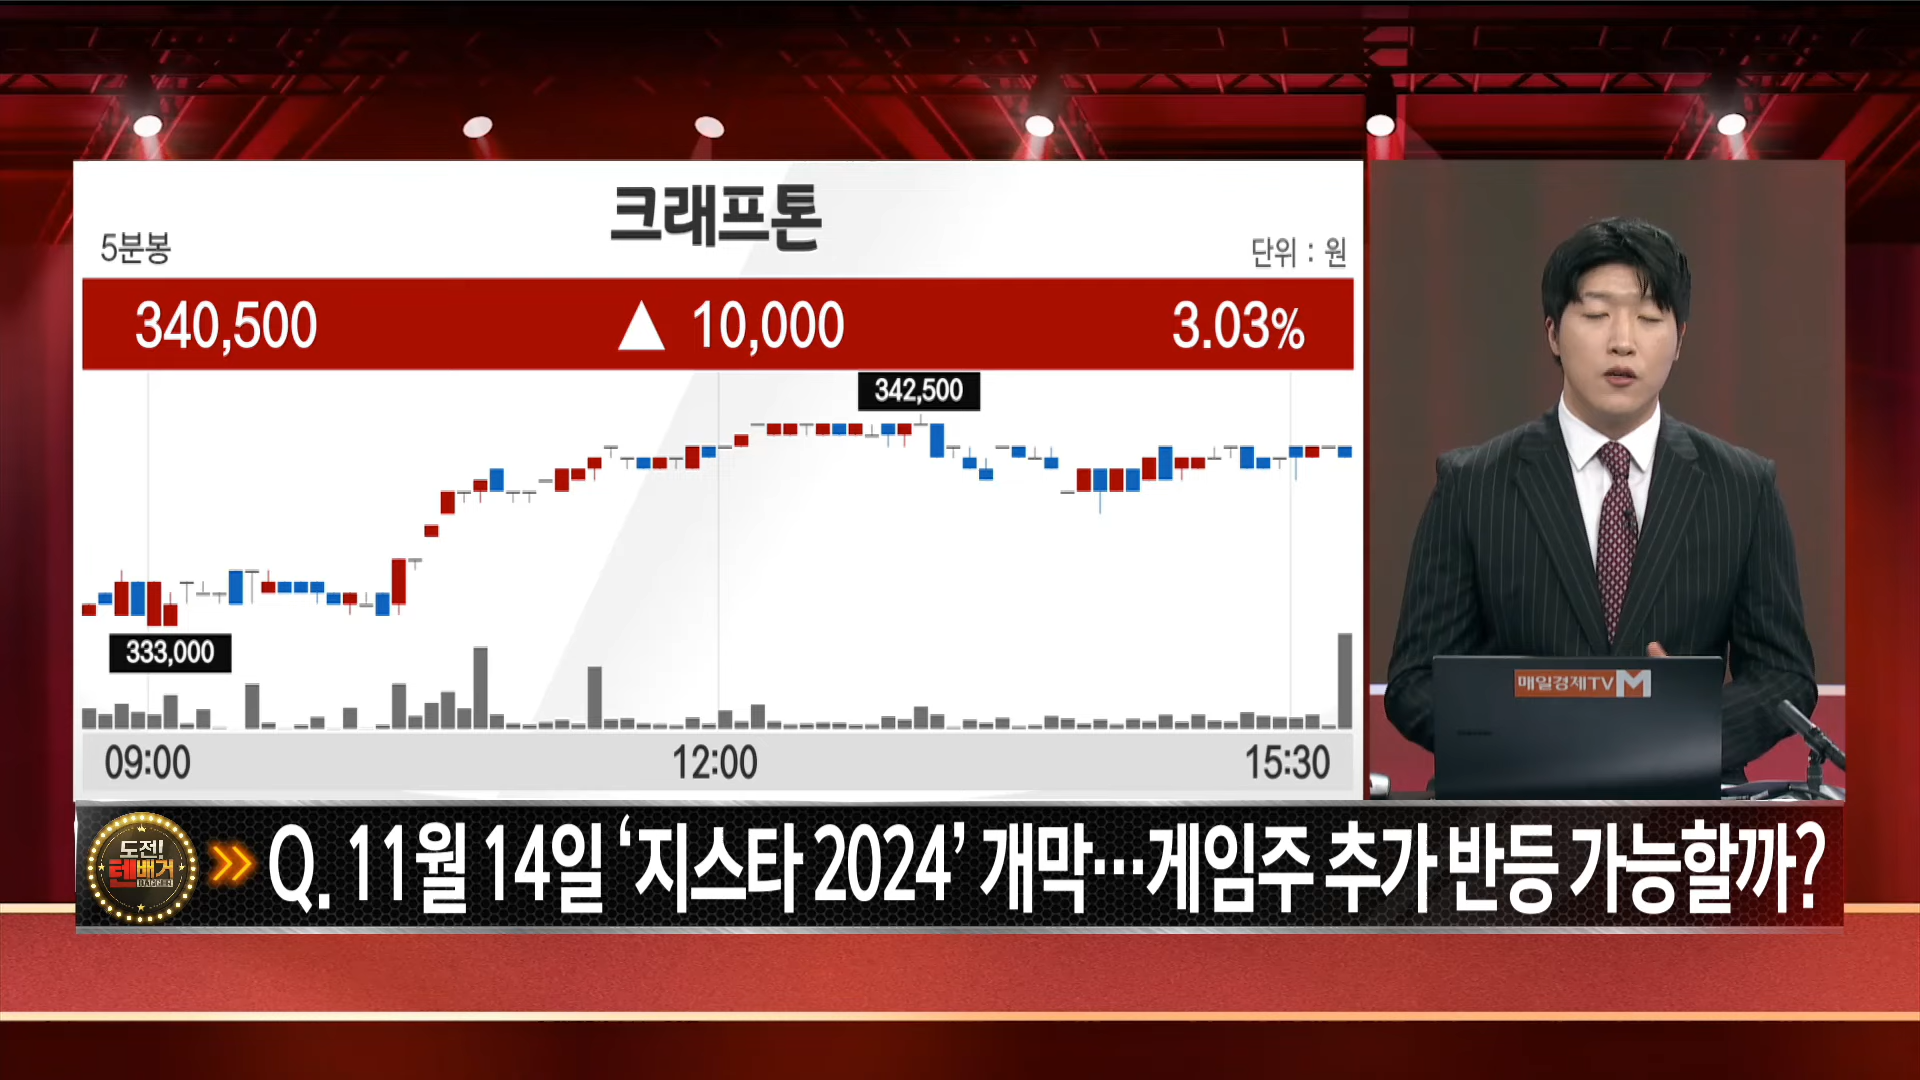 크래프톤
5분봉
단위 : 원
340,500 ▲ 10,000 3.03%
342,500
333,000
09:00 12:00 15:30
매일경제TV M
도전!
텐배거
BAGGER
Q. 11월 14일 ‘지스타 2024’ 개막…게임주 추가 반등 가능할까?